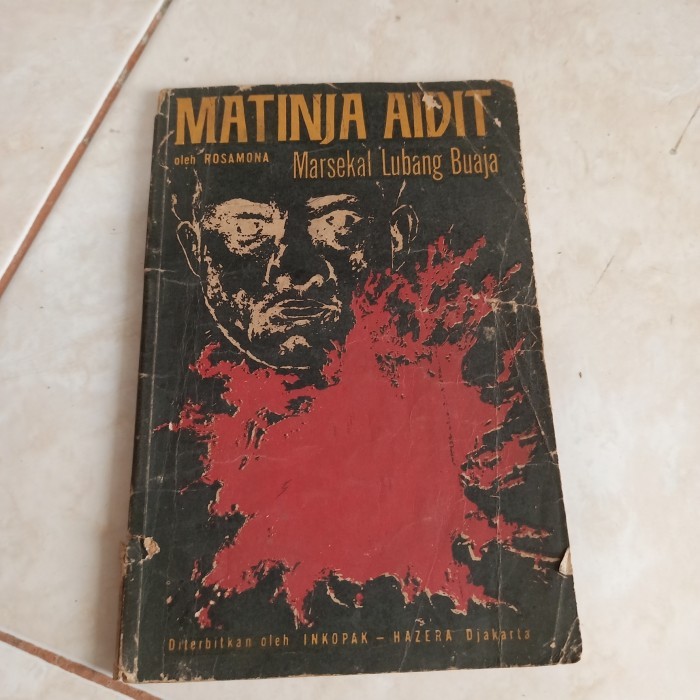 MATINJA AIDIT
oleh ROSAMONA
Marsekal Lubang Buaja
Diterbitkan oleh INKOPAK – HAZERA Djakarta